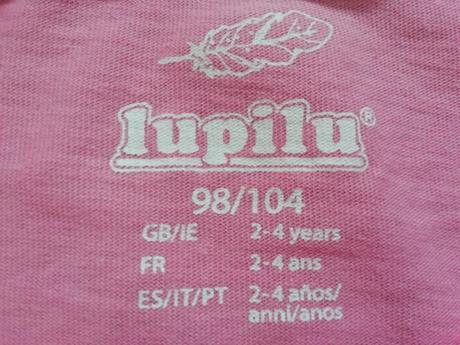 lupilu®
98/104
GB/IE 2-4 years
FR 2-4 ans
ES/IT/PT 2-4 años/
anni/anos